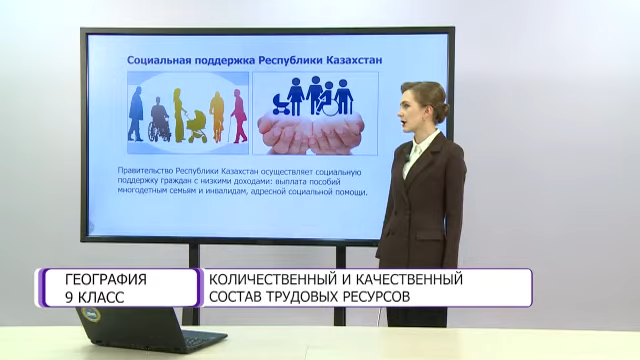 Социальная поддержка Республики Казахстан
Правительство Республики Казахстан осуществляет социальную
поддержку граждан с низкими доходами: выплата пособий
многодетным семьям и инвалидам, адресной социальной помощи.
ГЕОГРАФИЯ
9 КЛАСС
КОЛИЧЕСТВЕННЫЙ И КАЧЕСТВЕННЫЙ
СОСТАВ ТРУДОВЫХ РЕСУРСОВ